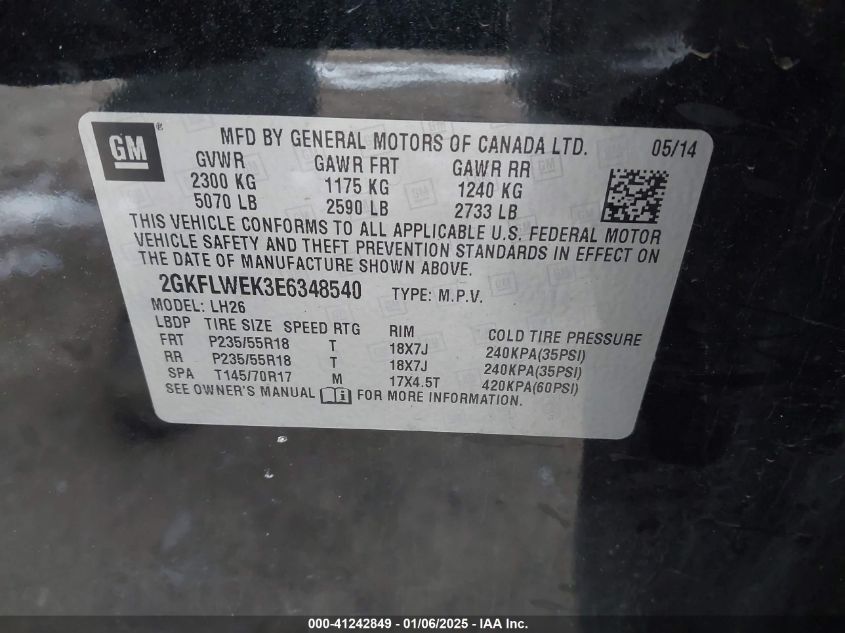 GM ®
MFD BY GENERAL MOTORS OF CANADA LTD. 05/14
GVWR GAWR FRT GAWR RR
2300 KG 1175 KG 1240 KG
5070 LB 2590 LB 2733 LB
THIS VEHICLE CONFORMS TO ALL APPLICABLE U.S. FEDERAL MOTOR
VEHICLE SAFETY AND THEFT PREVENTION STANDARDS IN EFFECT ON
THE DATE OF MANUFACTURE SHOWN ABOVE.
2GKFLWEK3E6348540 TYPE: M.P.V.
MODEL: LH26
LBDP TIRE SIZE SPEED RTG RIM COLD TIRE PRESSURE
FRT P235/55R18 T 18X7J 240KPA(35PSI)
RR P235/55R18 T 18X7J 240KPA(35PSI)
SPA T145/70R17 M 17X4.5T 420KPA(60PSI)
SEE OWNER'S MANUAL i FOR MORE INFORMATION.
000-41242849 - 01/06/2025 - IAA Inc.